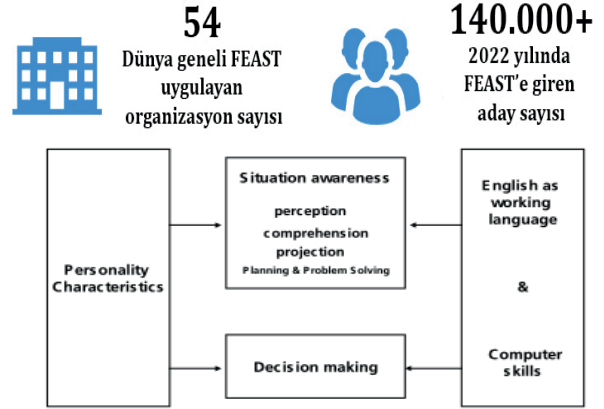 54
Dünya geneli FEAST
uygulayan
organizasyon sayısı
140.000+
2022 yılında
FEAST'e giren
aday sayısı
Personality
Characteristics
Situation awareness
perception
comprehension
projection
Planning & Problem Solving
Decision making
English as
working
language
&
Computer
skills